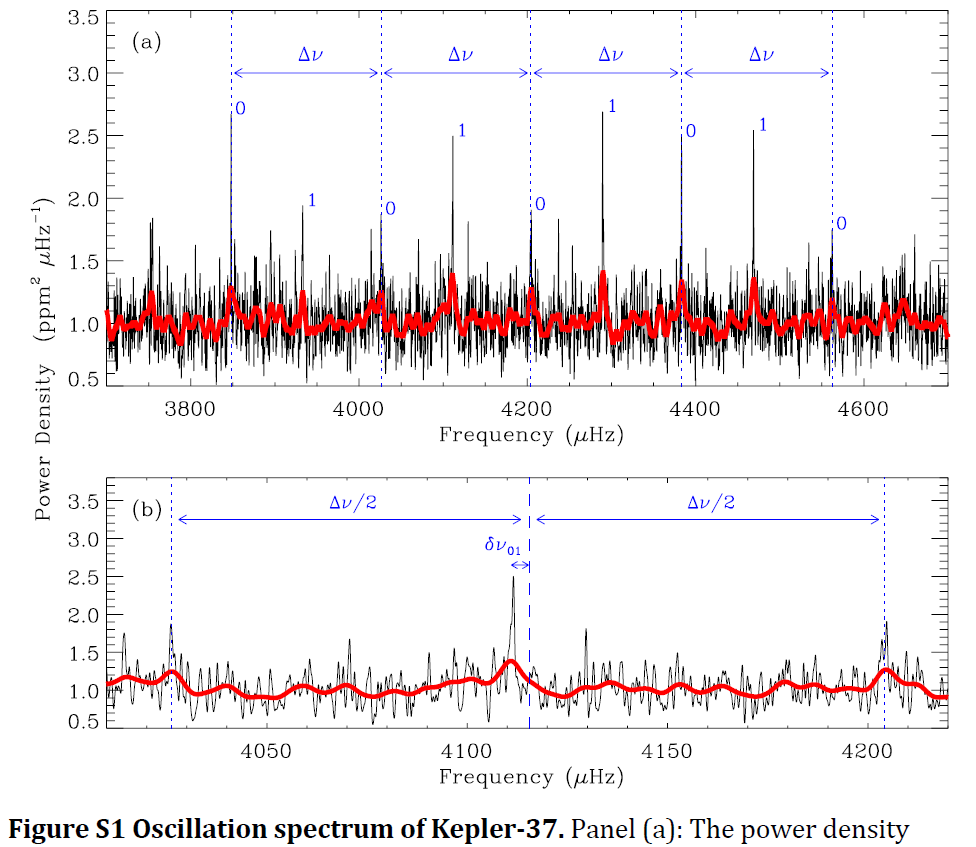 (a)
Δν Δν Δν Δν
0 1 0 1 0 1 0 1 0
3.5
3.0
2.5
2.0
1.5
1.0
0.5
3800 4000 4200 4400 4600
Frequency (μHz)
Power Density (ppm² μHz⁻¹)
(b)
Δν/2 Δν/2
δν₀₁
3.5
3.0
2.5
2.0
1.5
1.0
0.5
4050 4100 4150 4200
Frequency (μHz)
Figure S1 Oscillation spectrum of Kepler-37. Panel (a): The power density